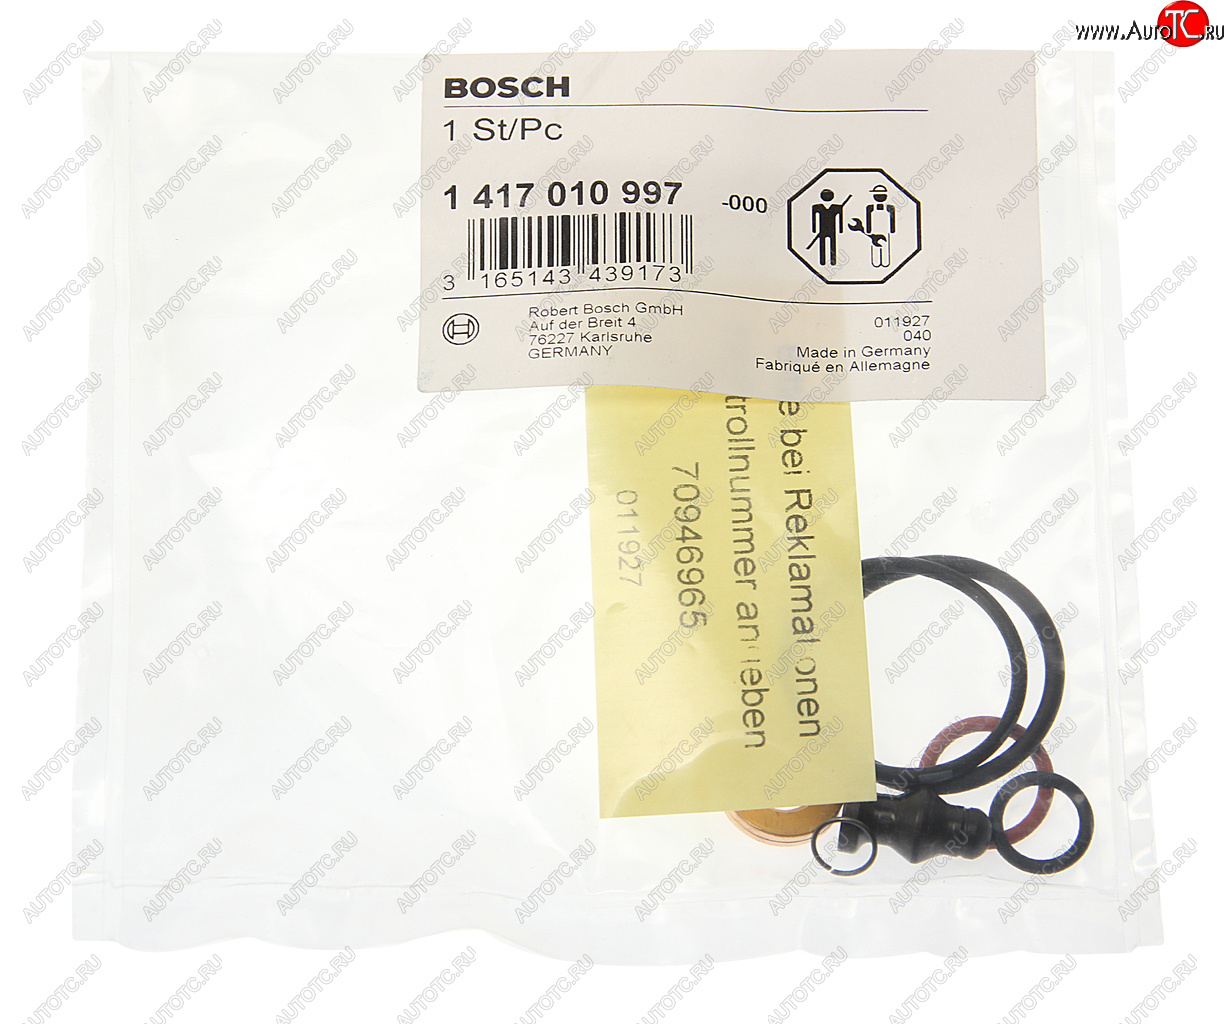 www.AutoTC.ru
BOSCH
1 St/Pc
1 417 010 997
-000
3 165143 439173
Robert Bosch GmbH
Auf der Breit 4
76227 Karlsruhe
GERMANY
011927
040
Made in Germany
Fabriqué en Allemagne
e bei Reklamat onen
trollnummer an eben
70946965
011927
AUTOTC.RU